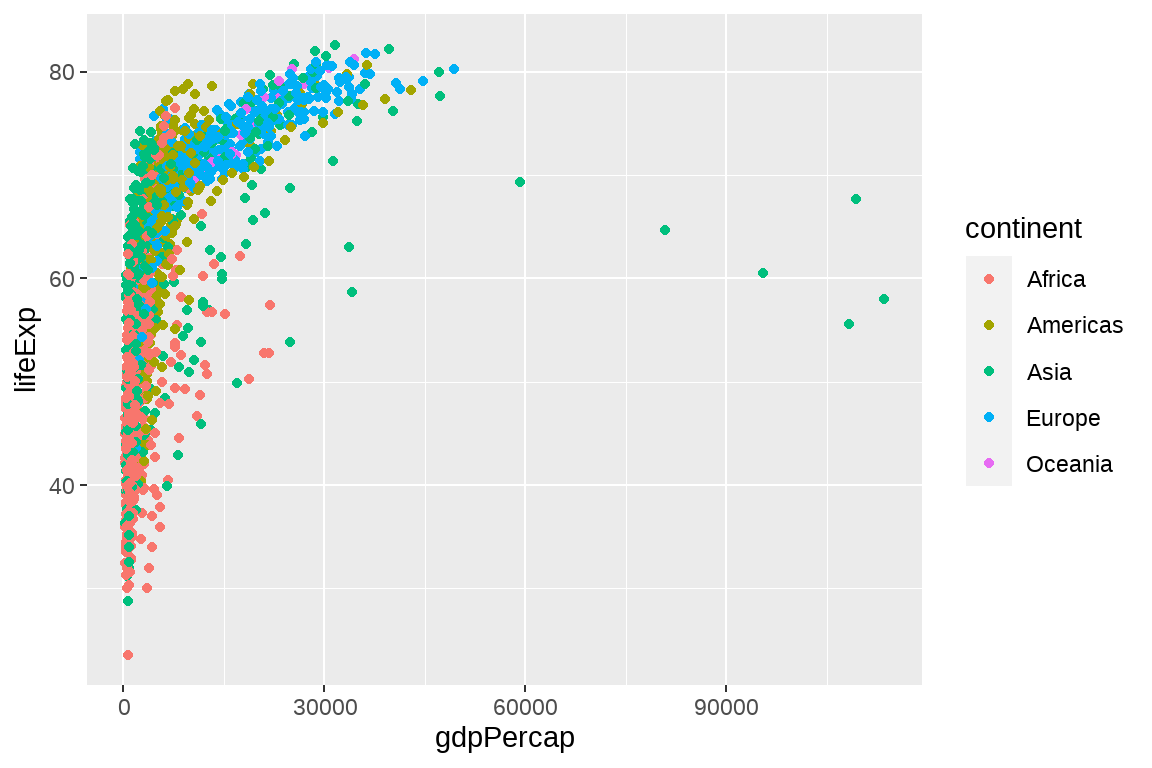 80
60
40
lifeExp
0
30000
60000
90000
gdpPercap
continent
Africa
Americas
Asia
Europe
Oceania